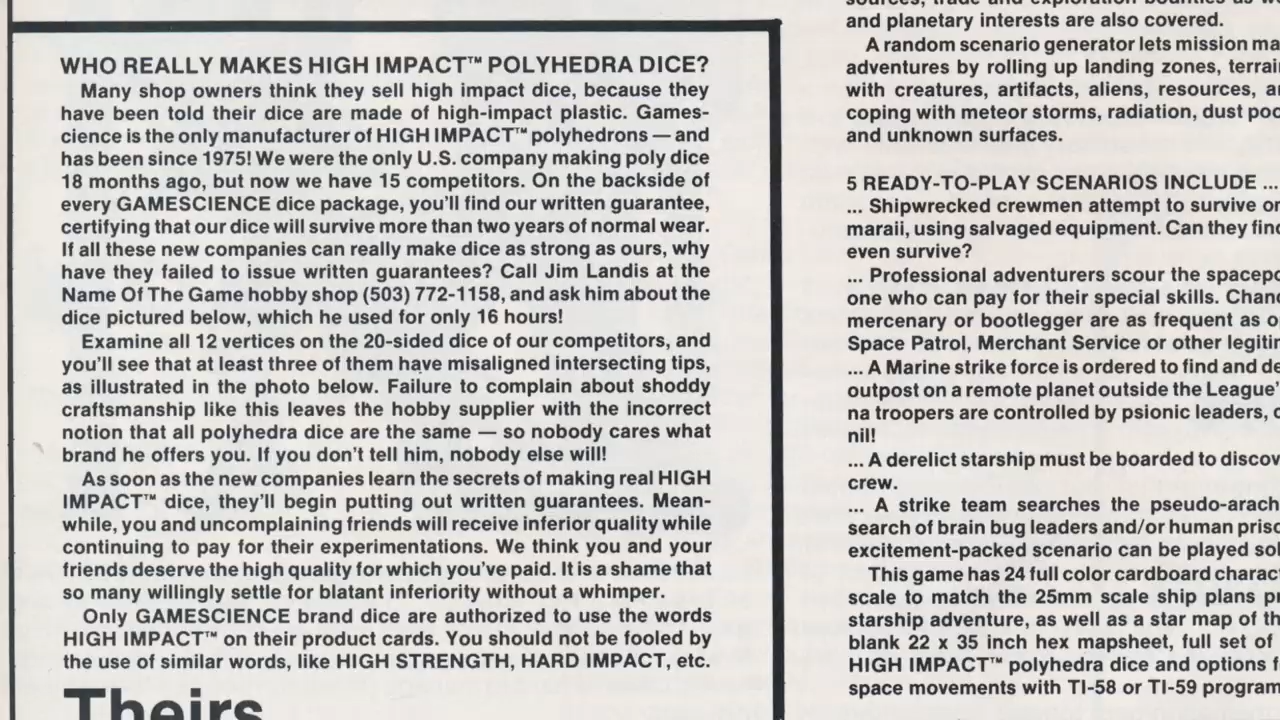 WHO REALLY MAKES HIGH IMPACT™ POLYHEDRA DICE?
Many shop owners think they sell high impact dice, because they
have been told their dice are made of high-impact plastic. Games-
cience is the only manufacturer of HIGH IMPACT™ polyhedrons — and
has been since 1975! We were the only U.S. company making poly dice
18 months ago, but now we have 15 competitors. On the backside of
every GAMESCIENCE dice package, you'll find our written guarantee,
certifying that our dice will survive more than two years of normal wear.
If all these new companies can really make dice as strong as ours, why
have they failed to issue written guarantees? Call Jim Landis at the
Name Of The Game hobby shop (503) 772-1158, and ask him about the
dice pictured below, which he used for only 16 hours!
Examine all 12 vertices on the 20-sided dice of our competitors, and
you'll see that at least three of them have misaligned intersecting tips,
as illustrated in the photo below. Failure to complain about shoddy
craftsmanship like this leaves the hobby supplier with the incorrect
notion that all polyhedra dice are the same — so nobody cares what
brand he offers you. If you don't tell him, nobody else will!
As soon as the new companies learn the secrets of making real HIGH
IMPACT™ dice, they'll begin putting out written guarantees. Mean-
while, you and uncomplaining friends will receive inferior quality while
continuing to pay for their experimentations. We think you and your
friends deserve the high quality for which you've paid. It is a shame that
so many willingly settle for blatant inferiority without a whimper.
Only GAMESCIENCE brand dice are authorized to use the words
HIGH IMPACT™ on their product cards. You should not be fooled by
the use of similar words, like HIGH STRENGTH, HARD IMPACT, etc.
Theirs
sources, trade and exploration bounties as
and planetary interests are also covered.
A random scenario generator lets mission
adventures by rolling up landing zones,
with creatures, artifacts, aliens, resources,
coping with meteor storms, radiation, dust
and unknown surfaces.
5 READY-TO-PLAY SCENARIOS INCLUDE ...
... Shipwrecked crewmen attempt to survive
maraii, using salvaged equipment. Can they
even survive?
... Professional adventurers scour the
one who can pay for their special skills.
mercenary or bootlegger are as frequent as
Space Patrol, Merchant Service or other
... A Marine strike force is ordered to find and
outpost on a remote planet outside the League'
na troopers are controlled by psionic leaders,
nil!
... A derelict starship must be boarded to
crew.
... A strike team searches the pseudo-arach
search of brain bug leaders and/or human
excitement-packed scenario can be played
This game has 24 full color cardboard
scale to match the 25mm scale ship plans
starship adventure, as well as a star map of
ank 22 x 35 inch hex mapsheet, full set of
HIGH IMPACT™ polyhedra dice and options
space movements with TI-58 or TI-59